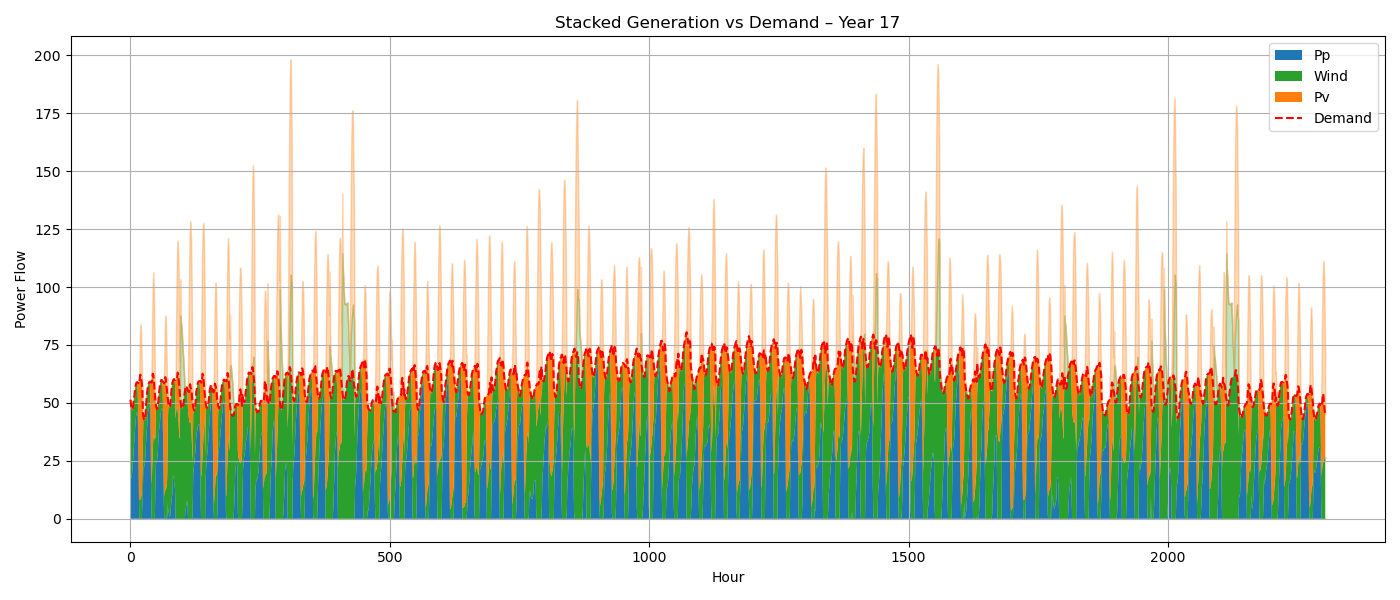 Stacked Generation vs Demand – Year 17
Power Flow
200
175
150
125
100
75
50
25
0
0 500 1000 1500 2000
Hour
Pp
Wind
Pv
Demand